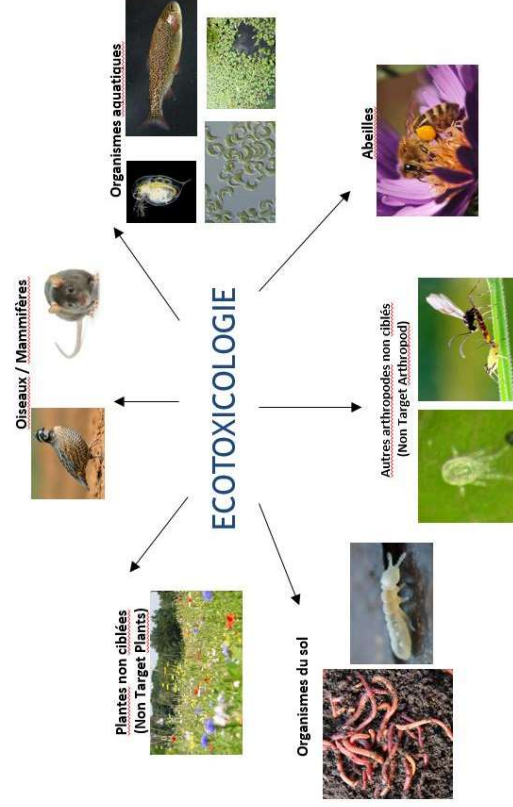 Plantes non ciblées
(Non Target Plants)
Oiseaux / Mammifères
Organismes aquatiques
ECOTOXICOLOGIE
Organismes du sol
Autres arthropodes non ciblés
(Non Target Arthropod)
Abeilles